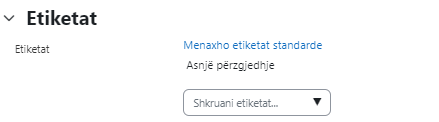 Etiketat
Etiketat
Menaxho etiketat standarde
Asnjë përzgjedhje
Shkruani etiketat...